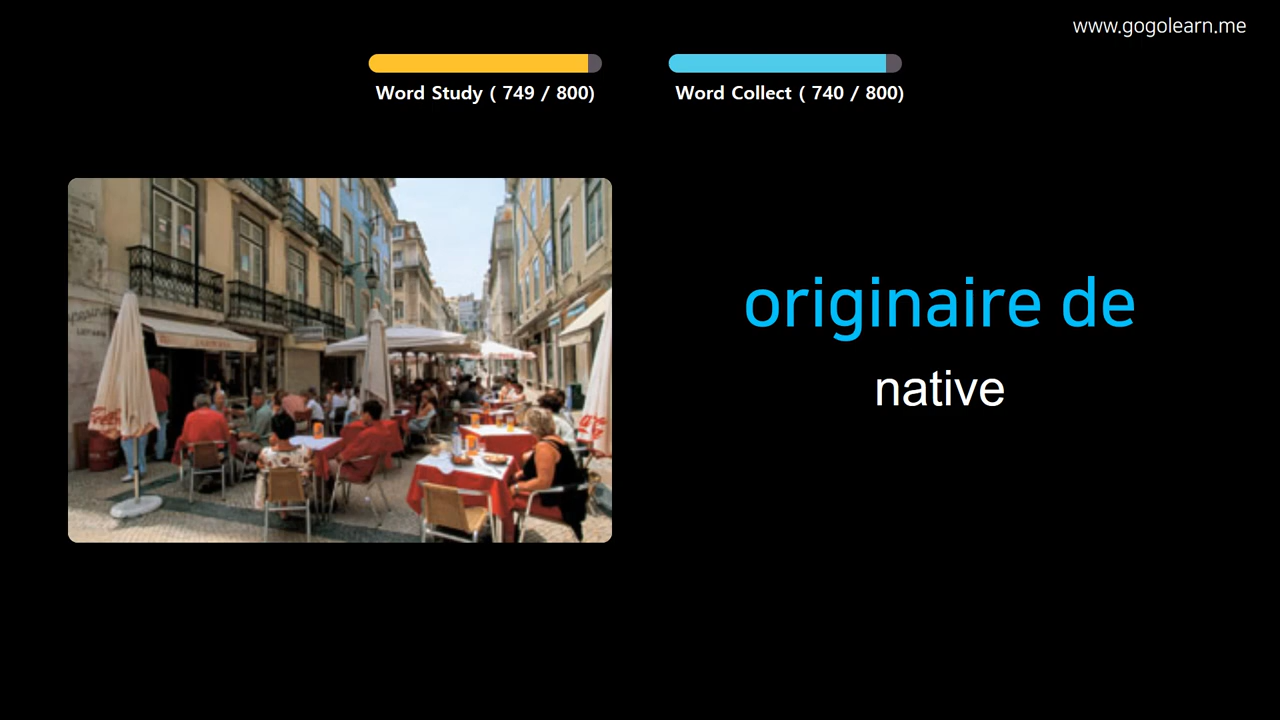 www.gogolearn.me
Word Study ( 749 / 800)
Word Collect ( 740 / 800)
originaire de
native